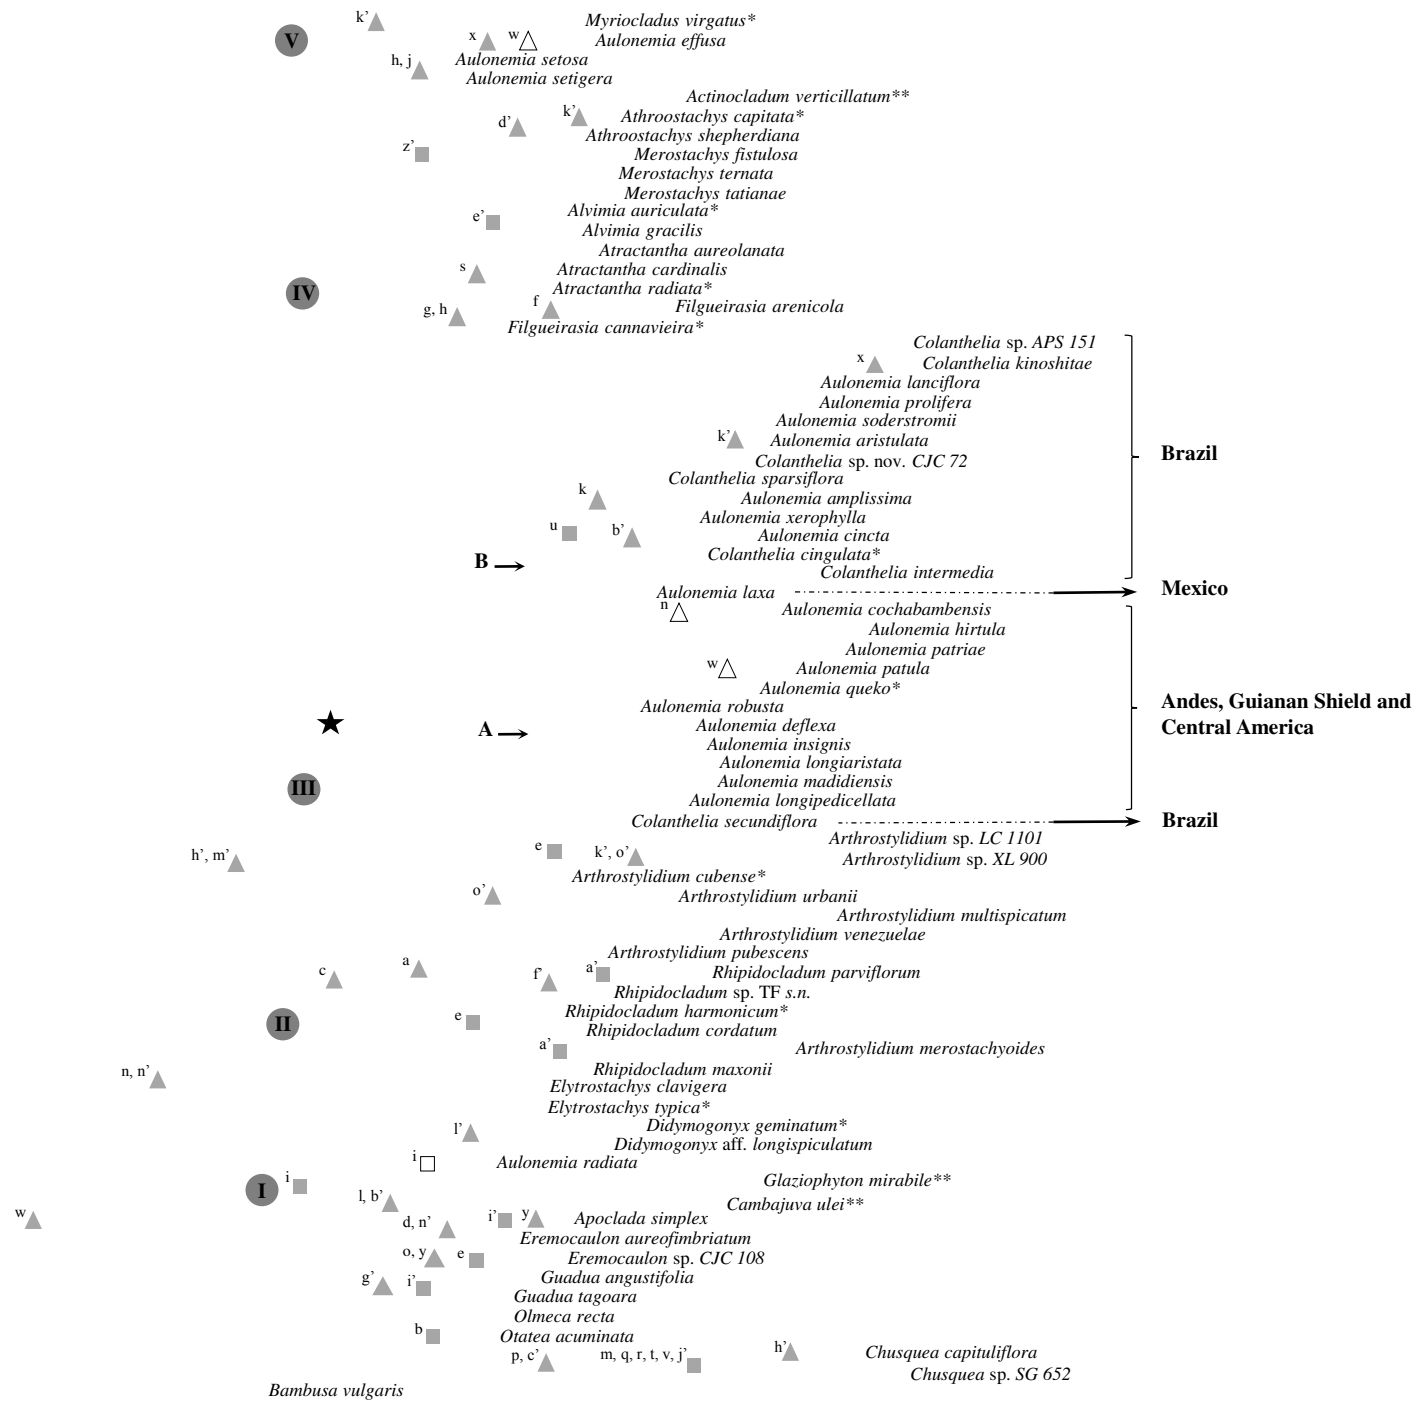 k’
Myriocladus virgatus*
V
x
w
Aulonemia effusa
h, j
Aulonemia setosa
Aulonemia setigera
Actinocladum verticillatum**
k’
Athroostachys capitata*
d’
Athroostachys shepherdiana
z’
Merostachys fistulosa
Merostachys ternata
Merostachys tatianae
Alvimia auriculata*
e’
Alvimia gracilis
Atractantha aureolanata
s
Atractantha cardinalis
IV
Atractantha radiata*
g, h
f
Filgueirasia arenicola
Filgueirasia cannavieira*
Colanthelia sp. APS 151
x
Colanthelia kinoshitae
Aulonemia lanciflora
Aulonemia prolifera
Aulonemia soderstromii
k’
Aulonemia aristulata
Brazil
Colanthelia sp. nov. CJC 72
Colanthelia sparsiflora
k
Aulonemia amplissima
Aulonemia xerophylla
u
b’
Aulonemia cincta
Colanthelia cingulata*
B
Colanthelia intermedia
Aulonemia laxa
Mexico
n
Aulonemia cochabambensis
Aulonemia hirtula
Aulonemia patriae
w
Aulonemia patula
Aulonemia queko*
Andes, Guianan Shield and
Central America
Aulonemia robusta
A
Aulonemia deflexa
Aulonemia insignis
Aulonemia longiaristata
Aulonemia madidiensis
III
Aulonemia longipedicellata
Colanthelia secundiflora
Brazil
Arthrostylidium sp. LC 1101
h’, m’
e
k’, o’
Arthrostylidium sp. XL 900
Arthrostylidium cubense*
o’
Arthrostylidium urbanii
Arthrostylidium multispicatum
Arthrostylidium venezuelae
Arthrostylidium pubescens
c
a
f’
a’
Rhipidocladum parviflorum
Rhipidocladum sp. TF s.n.
Rhipidocladum harmonicum*
II
e
Rhipidocladum cordatum
a’
Arthrostylidium merostachyoides
n, n’
Rhipidocladum maxonii
Elytrostachys clavigera
Elytrostachys typica*
l’
Didymogonyx geminatum*
Didymogonyx aff. longispiculatum
i
Aulonemia radiata
I
i
Glaziophyton mirabile**
l, b’
Cambajuva ulei**
w
d, n’
i’
y
Apoclada simplex
Eremocaulon aureofimbriatum
o, y
e
Eremocaulon sp. CJC 108
g’
i’
Guadua angustifolia
Guadua tagoara
Olmeca recta
b
Otatea acuminata
p, c’
m, q, r, t, v, j’
h’
Chusquea capituliflora
Chusquea sp. SG 652
Bambusa vulgaris